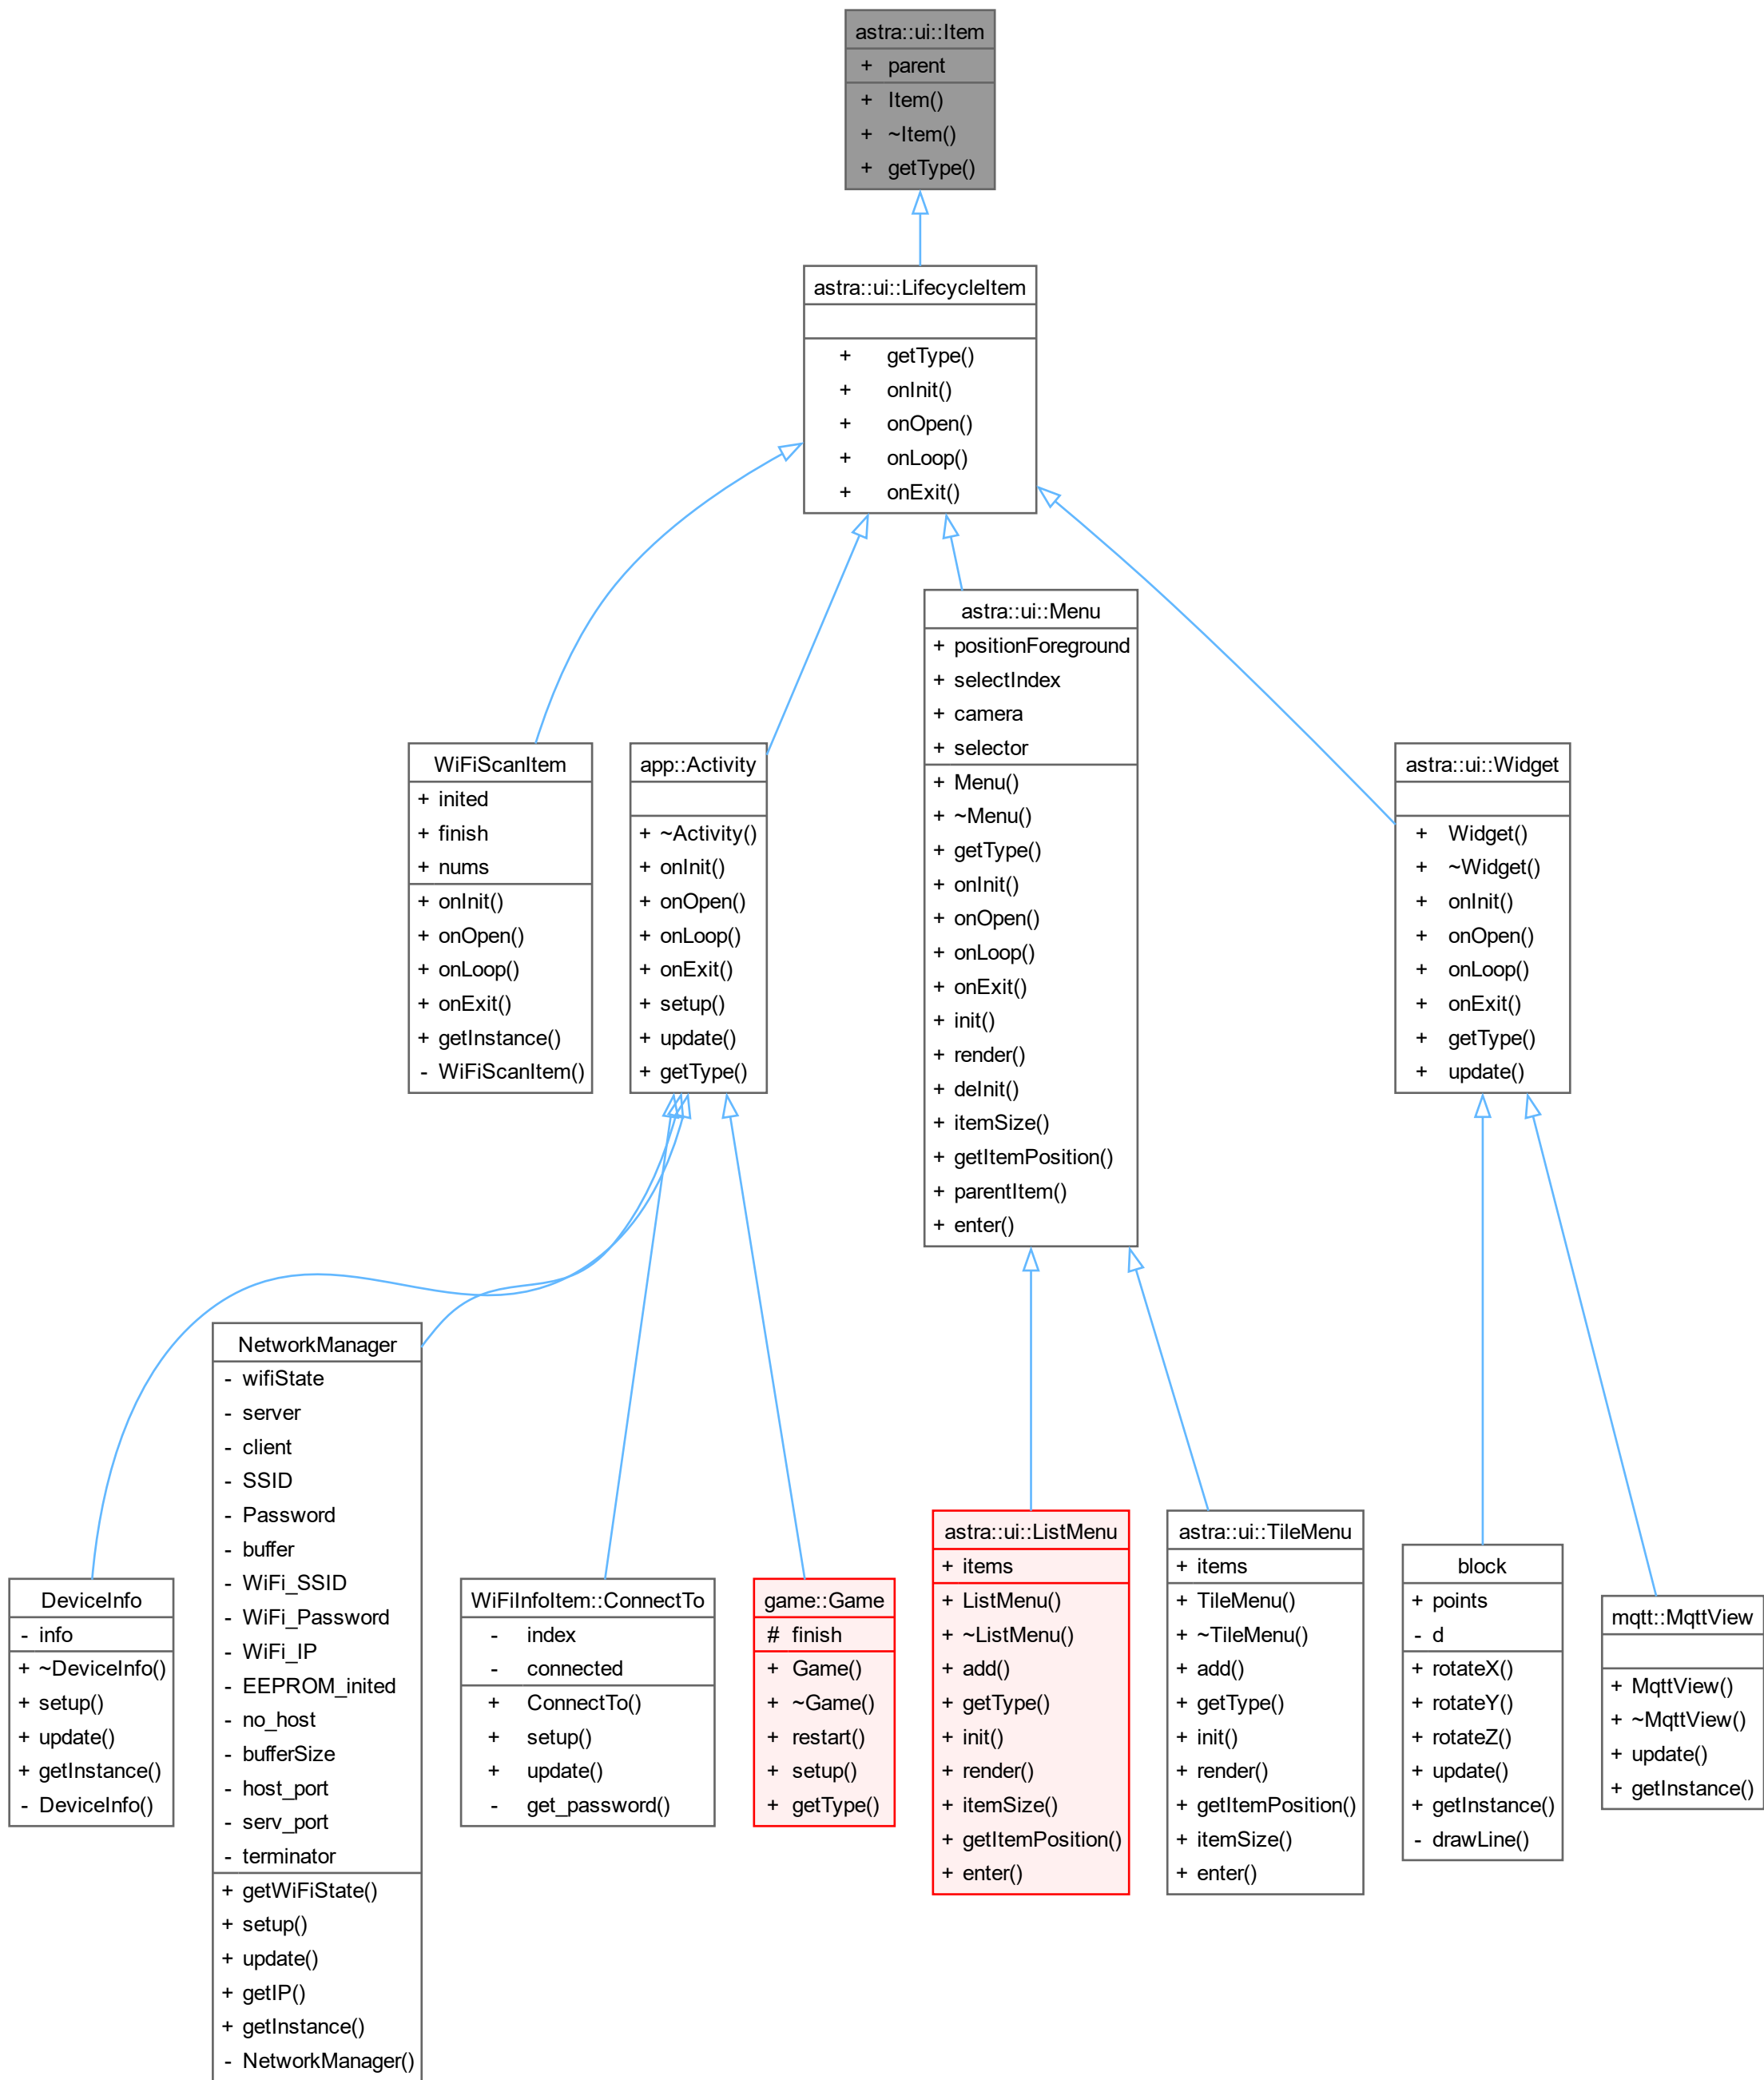 astra::ui::Item
+ parent
+ Item()
+ ~Item()
+ getType()
astra::ui::LifecycleItem
+ getType()
+ onInit()
+ onOpen()
+ onLoop()
+ onExit()
WiFiScanItem
+ inited
+ finish
+ nums
+ onInit()
+ onOpen()
+ onLoop()
+ onExit()
+ getInstance()
- WiFiScanItem()
app::Activity
+ ~Activity()
+ onInit()
+ onOpen()
+ onLoop()
+ onExit()
+ setup()
+ update()
+ getType()
astra::ui::Menu
+ positionForeground
+ selectIndex
+ camera
+ selector
+ Menu()
+ ~Menu()
+ getType()
+ onInit()
+ onOpen()
+ onLoop()
+ onExit()
+ init()
+ render()
+ deInit()
+ itemSize()
+ getItemPosition()
+ parentItem()
+ enter()
astra::ui::Widget
+ Widget()
+ ~Widget()
+ onInit()
+ onOpen()
+ onLoop()
+ onExit()
+ getType()
+ update()
DeviceInfo
- info
+ ~DeviceInfo()
+ setup()
+ update()
+ getInstance()
- DeviceInfo()
NetworkManager
- wifiState
- server
- client
- SSID
- Password
- buffer
- WiFi_SSID
- WiFi_Password
- WiFi_IP
- EEPROM_inited
- no_host
- bufferSize
- host_port
- serv_port
- terminator
+ getWiFiState()
+ setup()
+ update()
+ getIP()
+ getInstance()
- NetworkManager()
WiFiInfoItem::ConnectTo
- index
- connected
+ ConnectTo()
+ setup()
+ update()
- get_password()
game::Game
# finish
+ Game()
+ ~Game()
+ restart()
+ setup()
+ getType()
astra::ui::ListMenu
+ items
+ ListMenu()
+ ~ListMenu()
+ add()
+ getType()
+ init()
+ render()
+ itemSize()
+ getItemPosition()
+ enter()
astra::ui::TileMenu
+ items
+ TileMenu()
+ ~TileMenu()
+ add()
+ getType()
+ init()
+ render()
+ getItemPosition()
+ itemSize()
+ enter()
block
+ points
- d
+ rotateX()
+ rotateY()
+ rotateZ()
+ update()
+ getInstance()
- drawLine()
mqtt::MqttView
+ MqttView()
+ ~MqttView()
+ update()
+ getInstance()